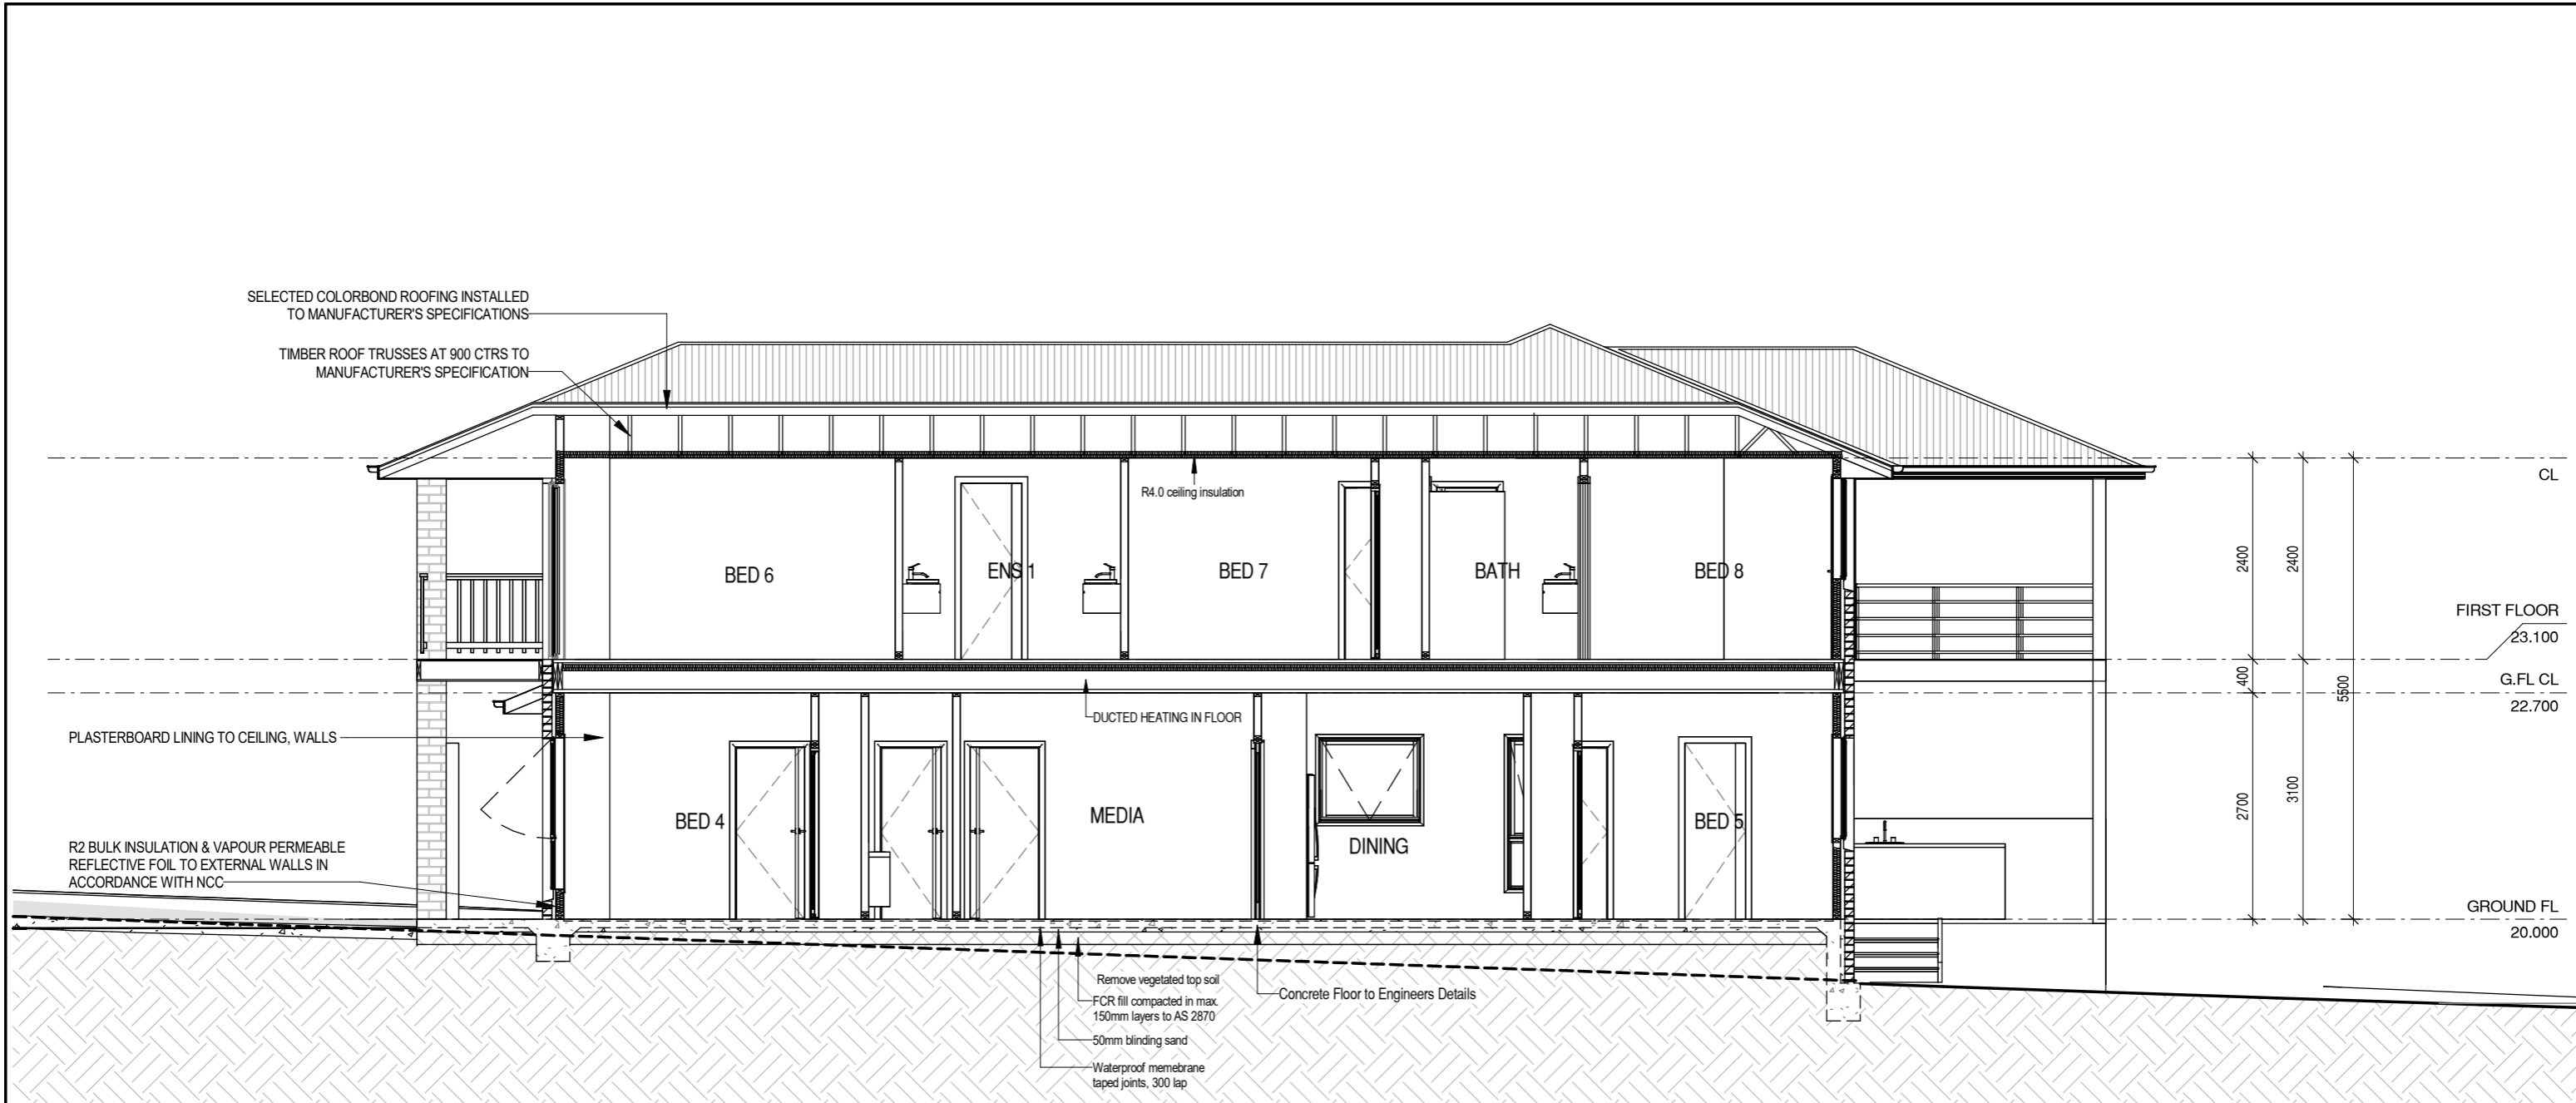 SELECTED COLORBOND ROOFING INSTALLED
TO MANUFACTURER'S SPECIFICATIONS
TIMBER ROOF TRUSSES AT 900 CTRS TO
MANUFACTURER'S SPECIFICATION
R4.0 ceiling insulation
CL
BED 6
ENS 1
BED 7
BATH
BED 8
2400
2400
FIRST FLOOR
23.100
400
5500
G.FL CL
22.700
DUCTED HEATING IN FLOOR
PLASTERBOARD LINING TO CEILING, WALLS
BED 4
MEDIA
DINING
BED 5
2700
3100
R2 BULK INSULATION & VAPOUR PERMEABLE
REFLECTIVE FOIL TO EXTERNAL WALLS IN
ACCORDANCE WITH NCC
GROUND FL
20.000
Remove vegetated top soil
FCR fill compacted in max.
150mm layers to AS 2870
Concrete Floor to Engineers Details
50mm blinding sand
Waterproof memebrane
taped joints, 300 lap